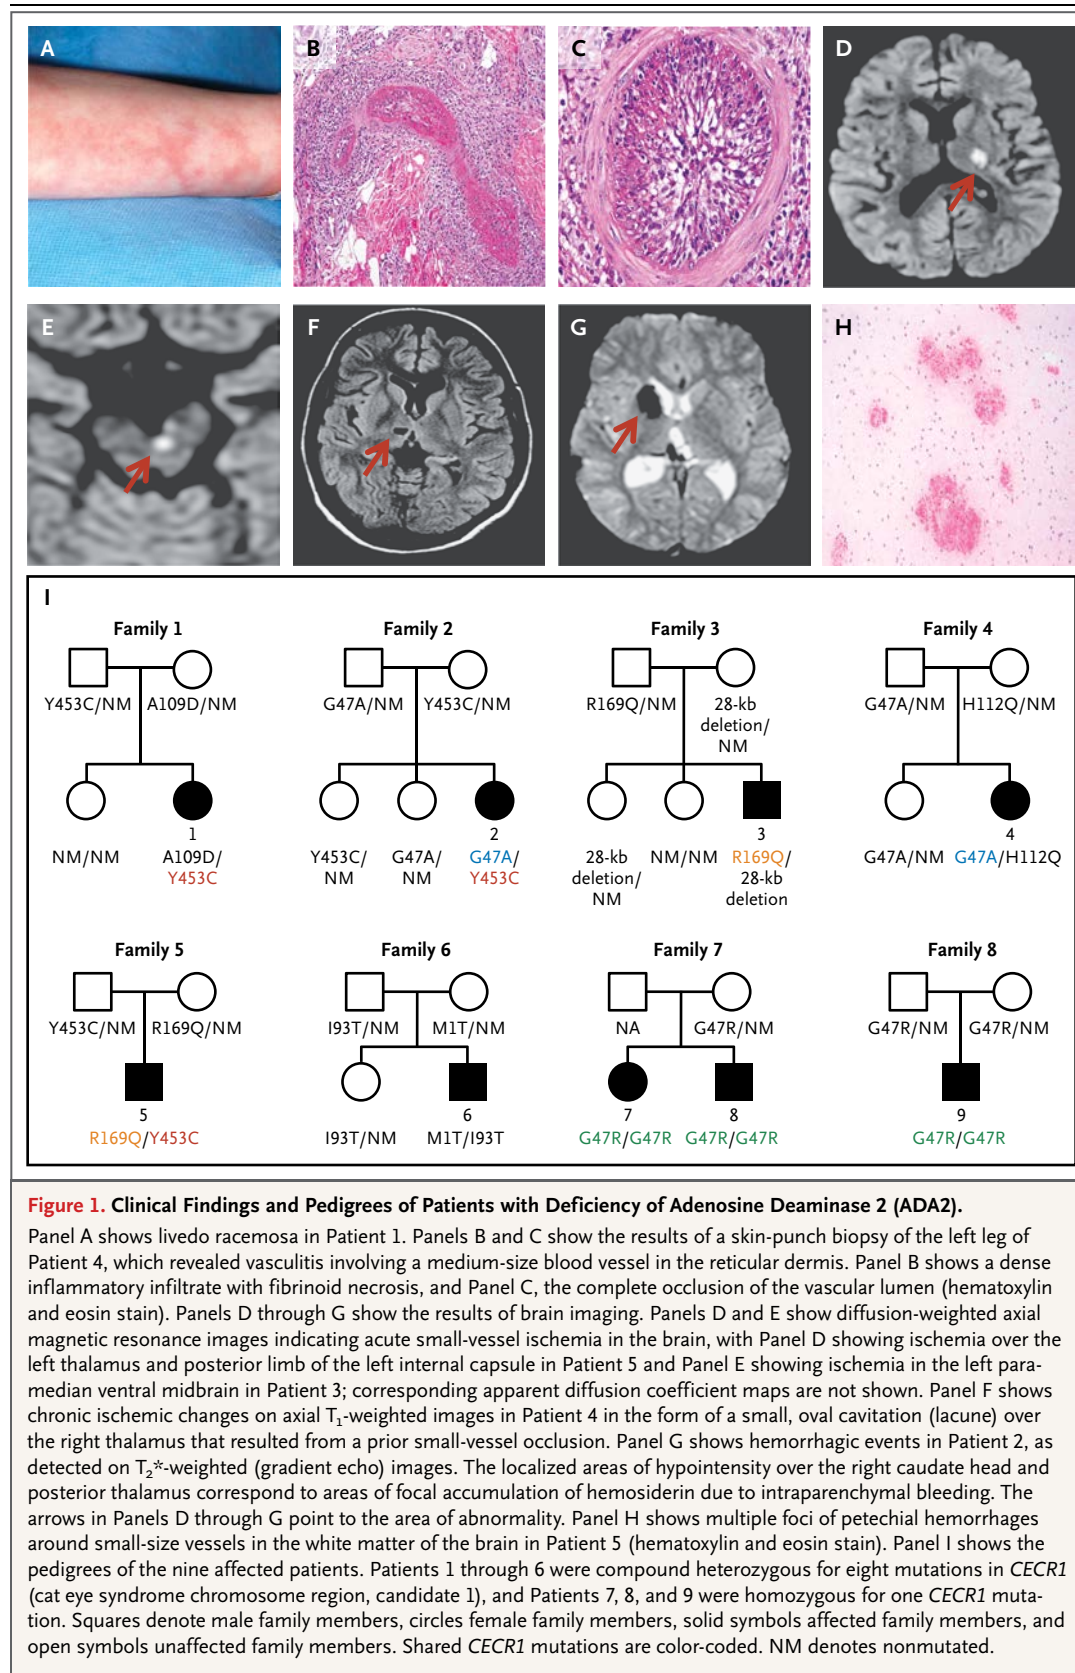 A
B
C
D
E
F
G
H
I
Family 1
Family 2
Family 3
Family 4
Y453C/NM
A109D/NM
G47A/NM
Y453C/NM
R169Q/NM
28-kb
deletion/
NM
G47A/NM
H112Q/NM
NM/NM
1
A109D/
Y453C
Y453C/
NM
G47A/
NM
2
G47A/
Y453C
28-kb
deletion/
NM
NM/NM
3
R169Q/
28-kb
deletion
G47A/NM
4
G47A/H112Q
Family 5
Family 6
Family 7
Family 8
Y453C/NM
R169Q/NM
I93T/NM
M1T/NM
NA
G47R/NM
G47R/NM
G47R/NM
5
R169Q/Y453C
I93T/NM
6
M1T/I93T
7
G47R/G47R
8
G47R/G47R
9
G47R/G47R
Figure 1. Clinical Findings and Pedigrees of Patients with Deficiency of Adenosine Deaminase 2 (ADA2).
Panel A shows livedo racemosa in Patient 1. Panels B and C show the results of a skin-punch biopsy of the left leg of
Patient 4, which revealed vasculitis involving a medium-size blood vessel in the reticular dermis. Panel B shows a dense
inflammatory infiltrate with fibrinoid necrosis, and Panel C, the complete occlusion of the vascular lumen (hematoxylin
and eosin stain). Panels D through G show the results of brain imaging. Panels D and E show diffusion-weighted axial
magnetic resonance images indicating acute small-vessel ischemia in the brain, with Panel D showing ischemia over the
left thalamus and posterior limb of the left internal capsule in Patient 5 and Panel E showing ischemia in the left para-
median ventral midbrain in Patient 3; corresponding apparent diffusion coefficient maps are not shown. Panel F shows
chronic ischemic changes on axial T₁-weighted images in Patient 4 in the form of a small, oval cavitation (lacune) over
the right thalamus that resulted from a prior small-vessel occlusion. Panel G shows hemorrhagic events in Patient 2, as
detected on T₂*-weighted (gradient echo) images. The localized areas of hypointensity over the right caudate head and
posterior thalamus correspond to areas of focal accumulation of hemosiderin due to intraparenchymal bleeding. The
arrows in Panels D through G point to the area of abnormality. Panel H shows multiple foci of petechial hemorrhages
around small-size vessels in the white matter of the brain in Patient 5 (hematoxylin and eosin stain). Panel I shows the
pedigrees of the nine affected patients. Patients 1 through 6 were compound heterozygous for eight mutations in CECR1
(cat eye syndrome chromosome region, candidate 1), and Patients 7, 8, and 9 were homozygous for one CECR1 muta-
tion. Squares denote male family members, circles female family members, solid symbols affected family members, and
open symbols unaffected family members. Shared CECR1 mutations are color-coded. NM denotes nonmutated.